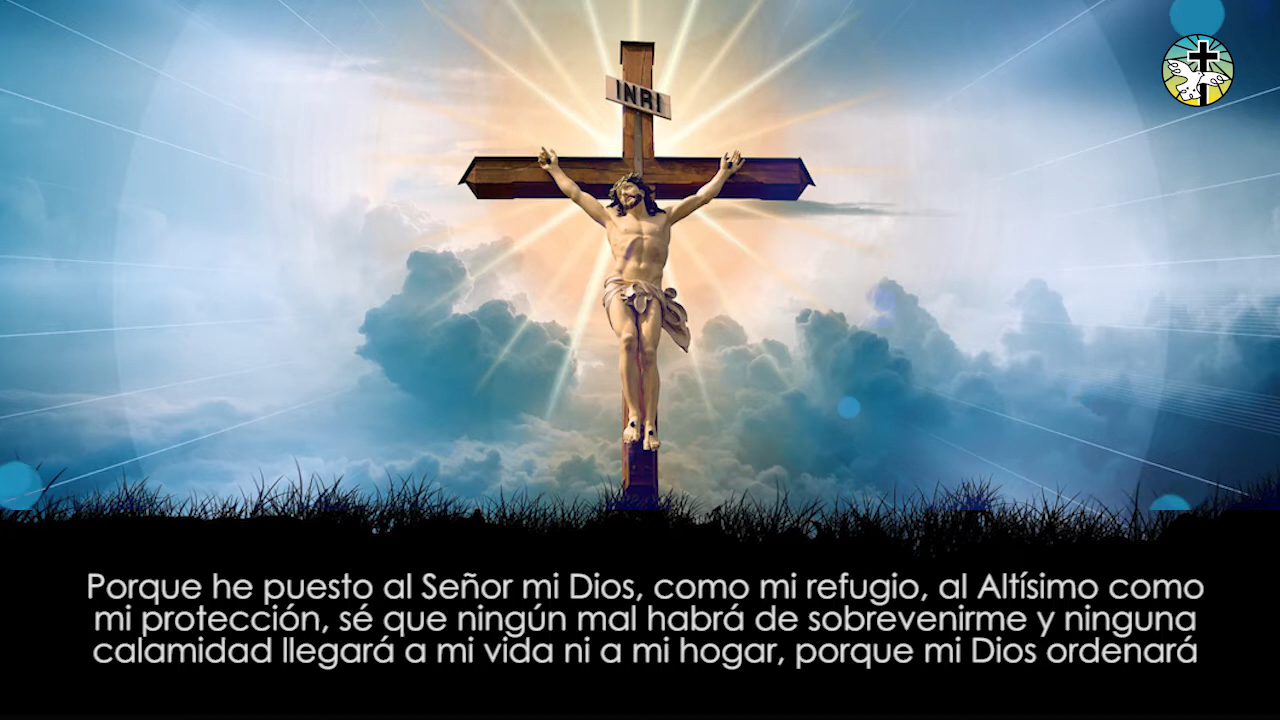 INRI
Porque he puesto al Señor mi Dios, como mi refugio, al Altísimo como
mi protección, sé que ningún mal habrá de sobrevenirme y ninguna
calamidad llegará a mi vida ni a mi hogar, porque mi Dios ordenará